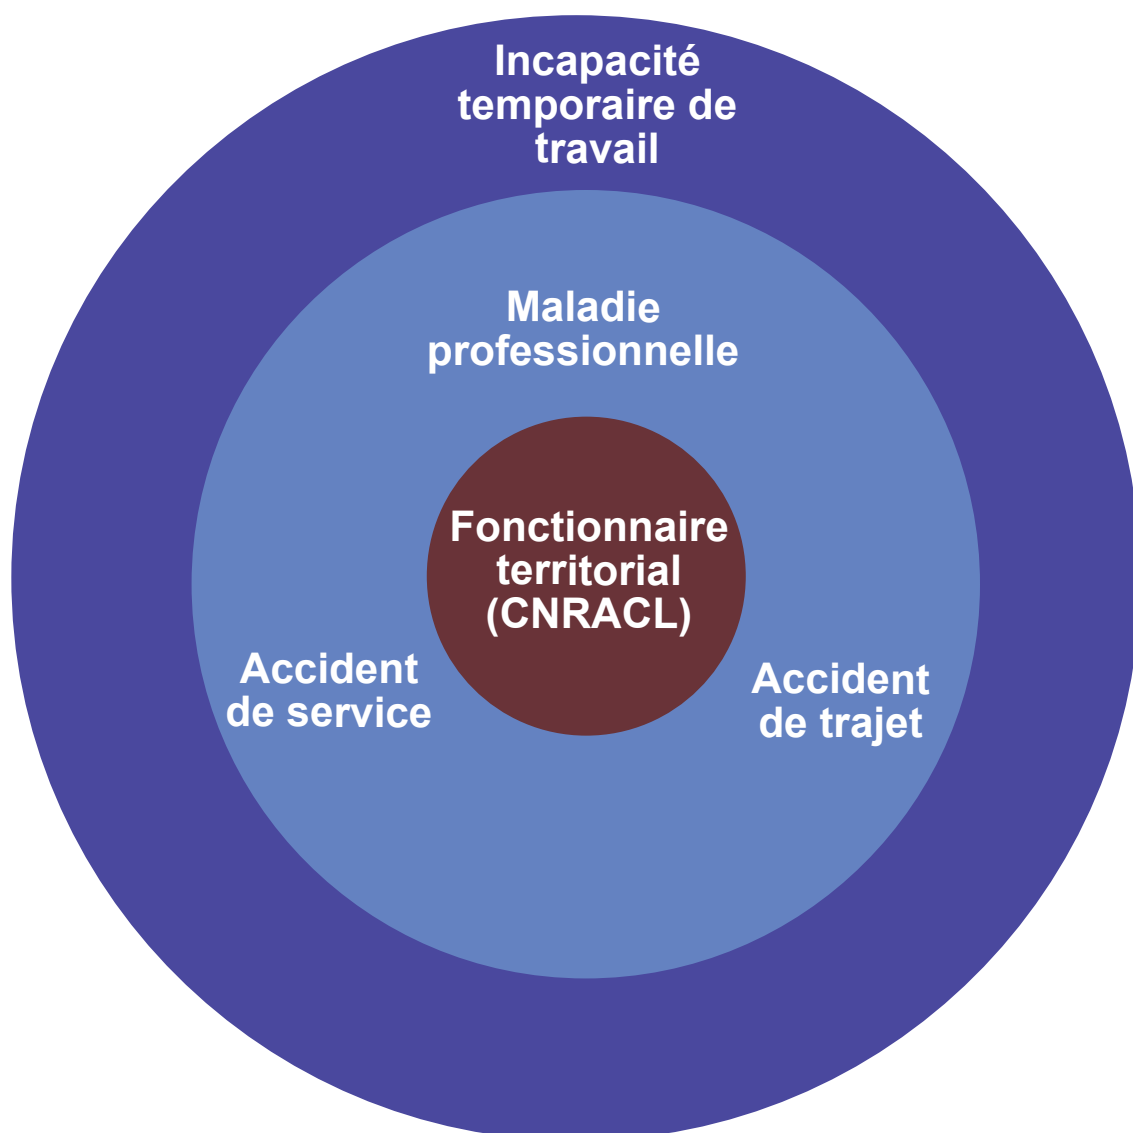 Incapacité
temporaire de
travail
Maladie
professionnelle
Fonctionnaire
territorial
(CNRACL)
Accident
de service
Accident
de trajet